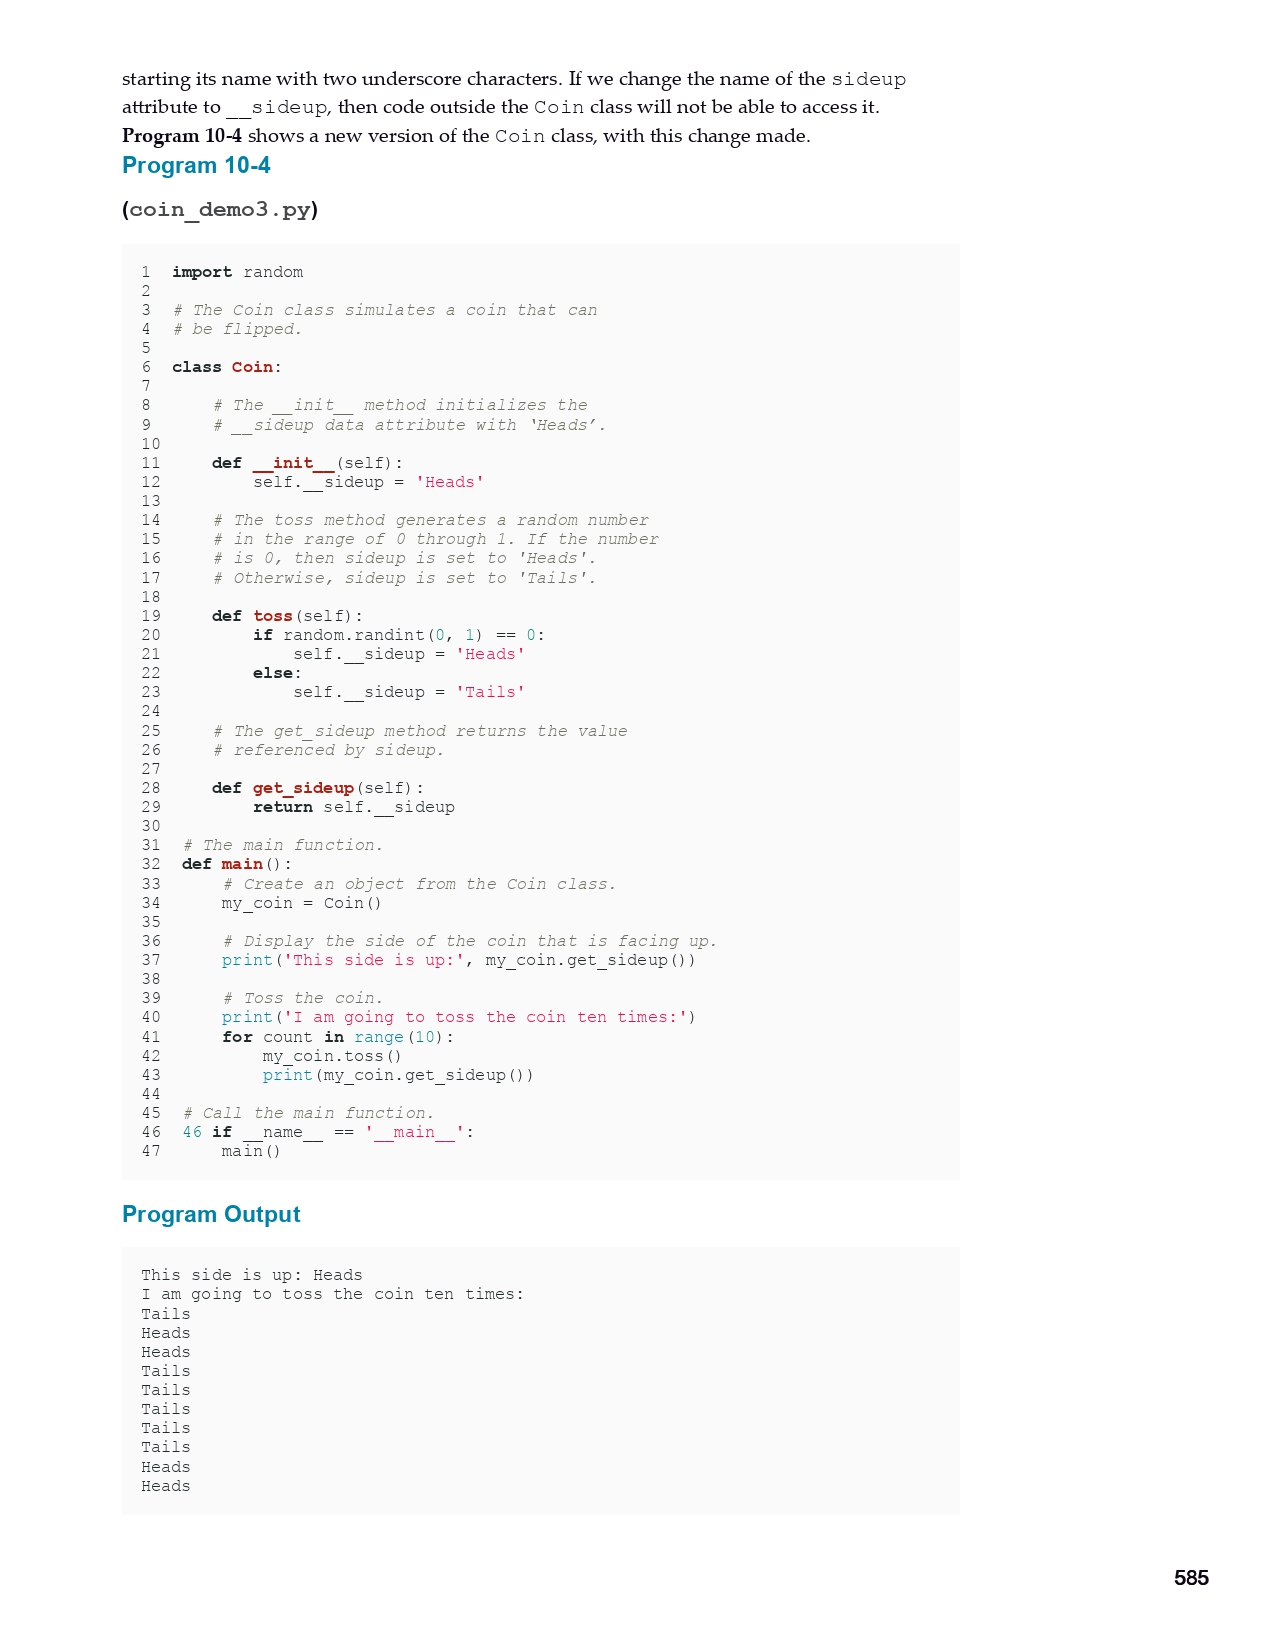 starting its name with two underscore characters. If we change the name of the sideup
attribute to __sideup, then code outside the Coin class will not be able to access it.
Program 10-4 shows a new version of the Coin class, with this change made.
Program 10-4
(coin_demo3.py)
1  import random
2
3  # The Coin class simulates a coin that can
4  # be flipped.
5
6  class Coin:
7
8      # The __init__ method initializes the
9      # __sideup data attribute with ‘Heads’.
10
11     def __init__(self):
12         self.__sideup = 'Heads'
13
14     # The toss method generates a random number
15     # in the range of 0 through 1. If the number
16     # is 0, then sideup is set to 'Heads'.
17     # Otherwise, sideup is set to 'Tails'.
18
19     def toss(self):
20         if random.randint(0, 1) == 0:
21             self.__sideup = 'Heads'
22         else:
23             self.__sideup = 'Tails'
24
25     # The get_sideup method returns the value
26     # referenced by sideup.
27
28     def get_sideup(self):
29         return self.__sideup
30
31  # The main function.
32  def main():
33      # Create an object from the Coin class.
34      my_coin = Coin()
35
36      # Display the side of the coin that is facing up.
37      print('This side is up:', my_coin.get_sideup())
38
39      # Toss the coin.
40      print('I am going to toss the coin ten times:')
41      for count in range(10):
42          my_coin.toss()
43          print(my_coin.get_sideup())
44
45  # Call the main function.
46  46 if __name__ == '__main__':
47      main()
Program Output
This side is up: Heads
I am going to toss the coin ten times:
Tails
Heads
Heads
Tails
Tails
Tails
Tails
Tails
Heads
Heads
585